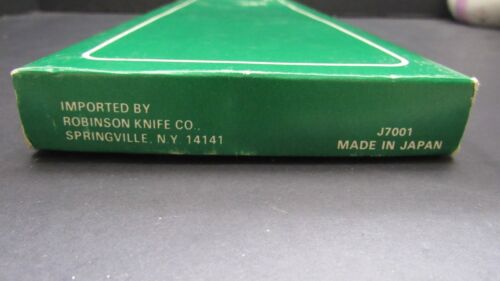 IMPORTED BY
ROBINSON KNIFE CO.,
SPRINGVILLE, N.Y 14141
J7001
MADE IN JAPAN